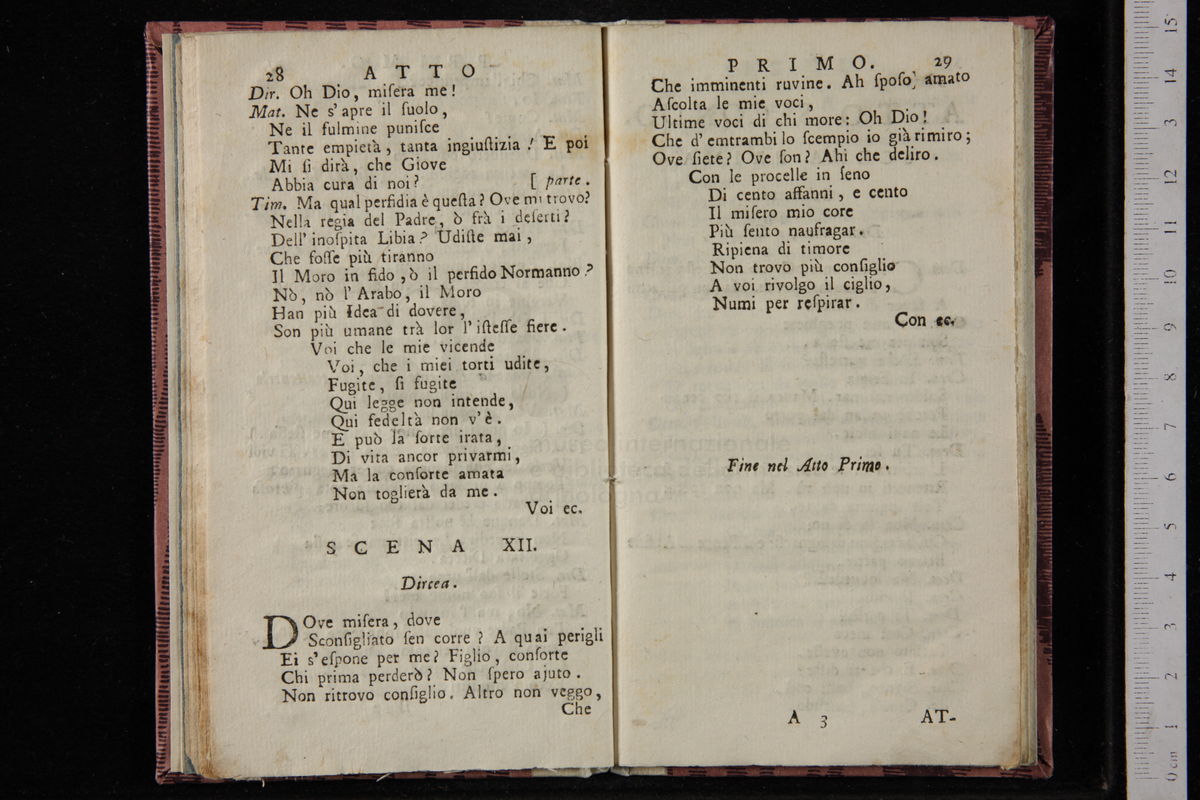 28 A T T O
Dir. Oh Dio, miſera me!
Mat. Ne s'apre il ſuolo,
Ne il fulmine puniſce
Tante empietà, tanta ingiuſtizia! E poi
Mi ſi dirà, che Giove
Abbia cura di noi? [ parte.
Tim. Ma qual perfidia è queſta? Ove mi trovo?
Nella regia del Padre, ò frà i deſerti?
Dell' inoſpita Libia? Udiſte mai,
Che foſſe più tiranno
Il Moro in fido, ò il perfido Normanno?
Nò, nò l'Arabo, il Moro
Han più Idea di dovere,
Son più umane trà lor l'iſteſſe fiere.
Voi che le mie vicende
Voi, che i miei torti udite,
Fugite, ſi fugite
Qui legge non intende,
Qui fedeltà non v'è.
E può la ſorte irata,
Di vita ancor privarmi,
Ma la conſorte amata
Non toglierà da me.
Voi ec.
S C E N A XII.
Dircea.
DOve miſera, dove
Sconſigliato ſen corre? A quai perigli
Ei s'eſpone per me? Figlio, conſorte
Chi prima perderò? Non ſpero ajuto.
Non ritrovo conſiglio. Altro non veggo,
Che
P R I M O. 29
Che imminenti ruvine. Ah ſpoſo, amato
Aſcolta le mie voci,
Ultime voci di chi more: Oh Dio!
Che d'emtrambi lo ſcempio io già rimiro;
Ove ſiete? Ove ſon? Ahi che deliro.
Con le procelle in ſeno
Di cento affanni, e cento
Il miſero mio core
Più ſento naufragar.
Ripiena di timore
Non trovo più conſiglio
A voi rivolgo il ciglio,
Numi per reſpirar.
Con ec.
Fine nel Atto Primo.
A 3 AT-